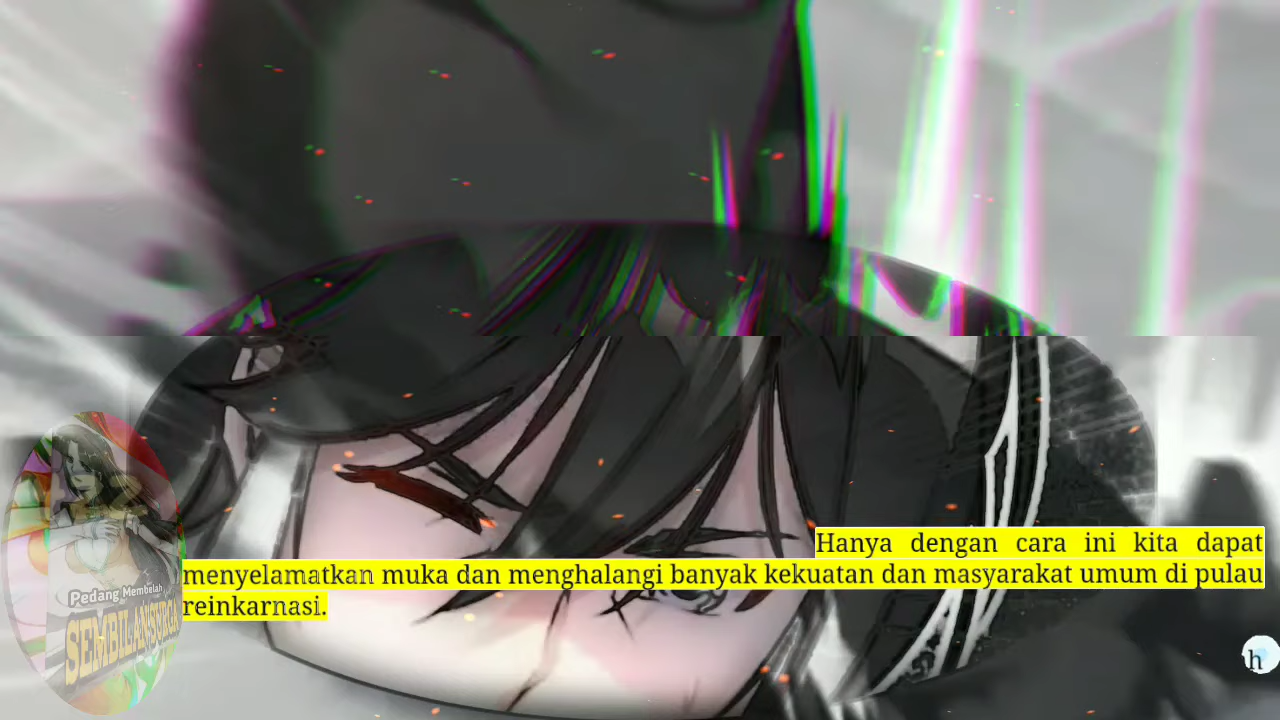 Hanya dengan cara ini kita dapat
menyelamatkan muka dan menghalangi banyak kekuatan dan masyarakat umum di pulau
reinkarnasi.
Pedang Membelah
SEMBILAN SURGA
h